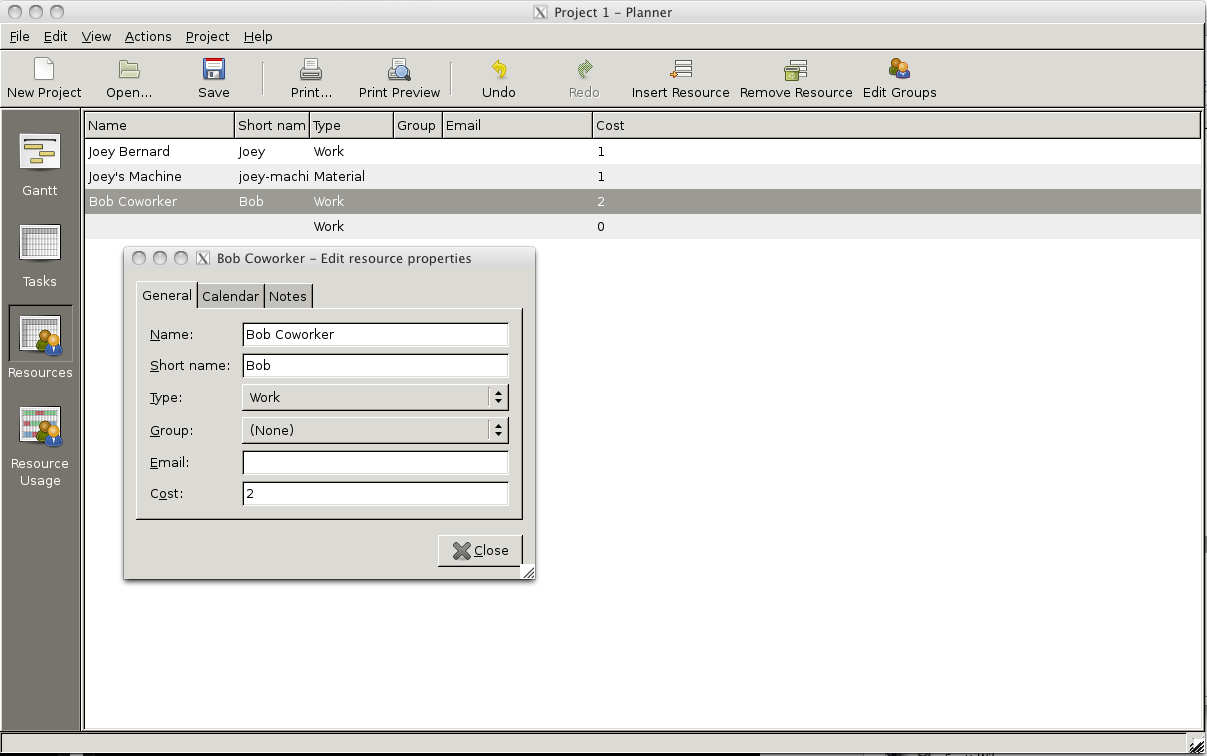 Project 1 – Planner
File Edit View Actions Project Help
New Project Open... Save Print... Print Preview Undo Redo Insert Resource Remove Resource Edit Groups
Name Short nam Type Group Email Cost
Joey Bernard Joey Work 1
Joey's Machine joey-machi Material 1
Bob Coworker Bob Work 2
Work 0
Gantt
Tasks
Resources
Resource
Usage
Bob Coworker – Edit resource properties
General Calendar Notes
Name: Bob Coworker
Short name: Bob
Type: Work
Group: (None)
Email:
Cost: 2
Close